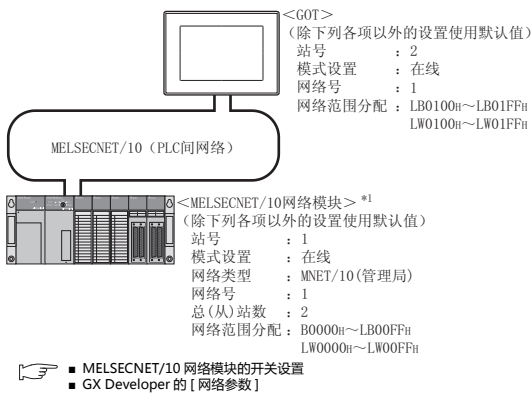 <GOT>
（除下列各项以外的设置使用默认值）
站号 : 2
模式设置 : 在线
网络号 : 1
网络范围分配 : LB0100H～LB01FFH
LW0100H～LW01FFH
MELSECNET/10（PLC间网络）
<MELSECNET/10网络模块> *1
（除下列各项以外的设置使用默认值）
站号 : 1
模式设置 : 在线
网络类型 : MNET/10(管理局)
网络号 : 1
总(从)站数 : 2
网络范围分配 : B0000H～LB00FFH
LW0000H～LW00FFH
■ MELSECNET/10 网络模块的开关设置
■ GX Developer 的 [ 网络参数 ]